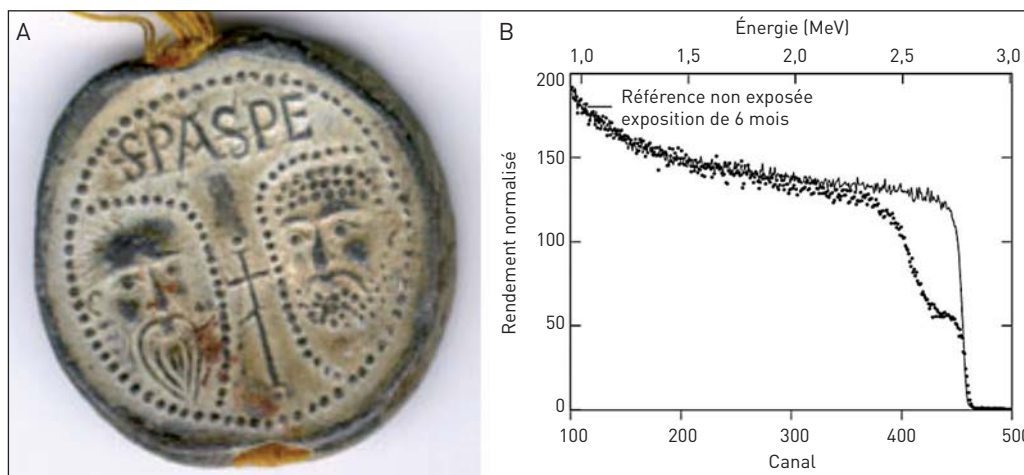 A
SPASPE
B
Énergie (MeV)
1,0 1,5 2,0 2,5 3,0
200
150
100
50
0
Référence non exposée
exposition de 6 mois
Rendement normalisé
100 200 300 400 500
Canal